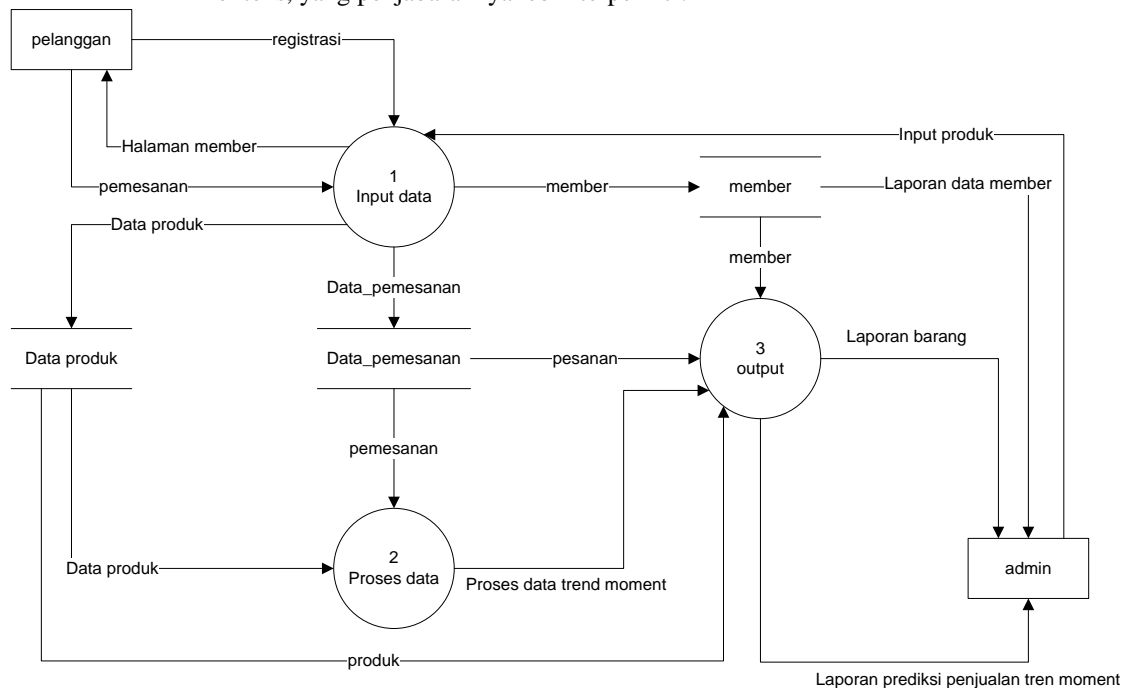 yang penjabarannya
pelanggan
registrasi
Halaman member
Input produk
1
Input data
pemesanan
member
member
Laporan data member
Data produk
member
Data_pemesanan
Data produk
Data_pemesanan
pesanan
3
output
Laporan barang
pemesanan
2
Proses data
Data produk
Proses data trend moment
admin
produk
Laporan prediksi penjualan tren moment